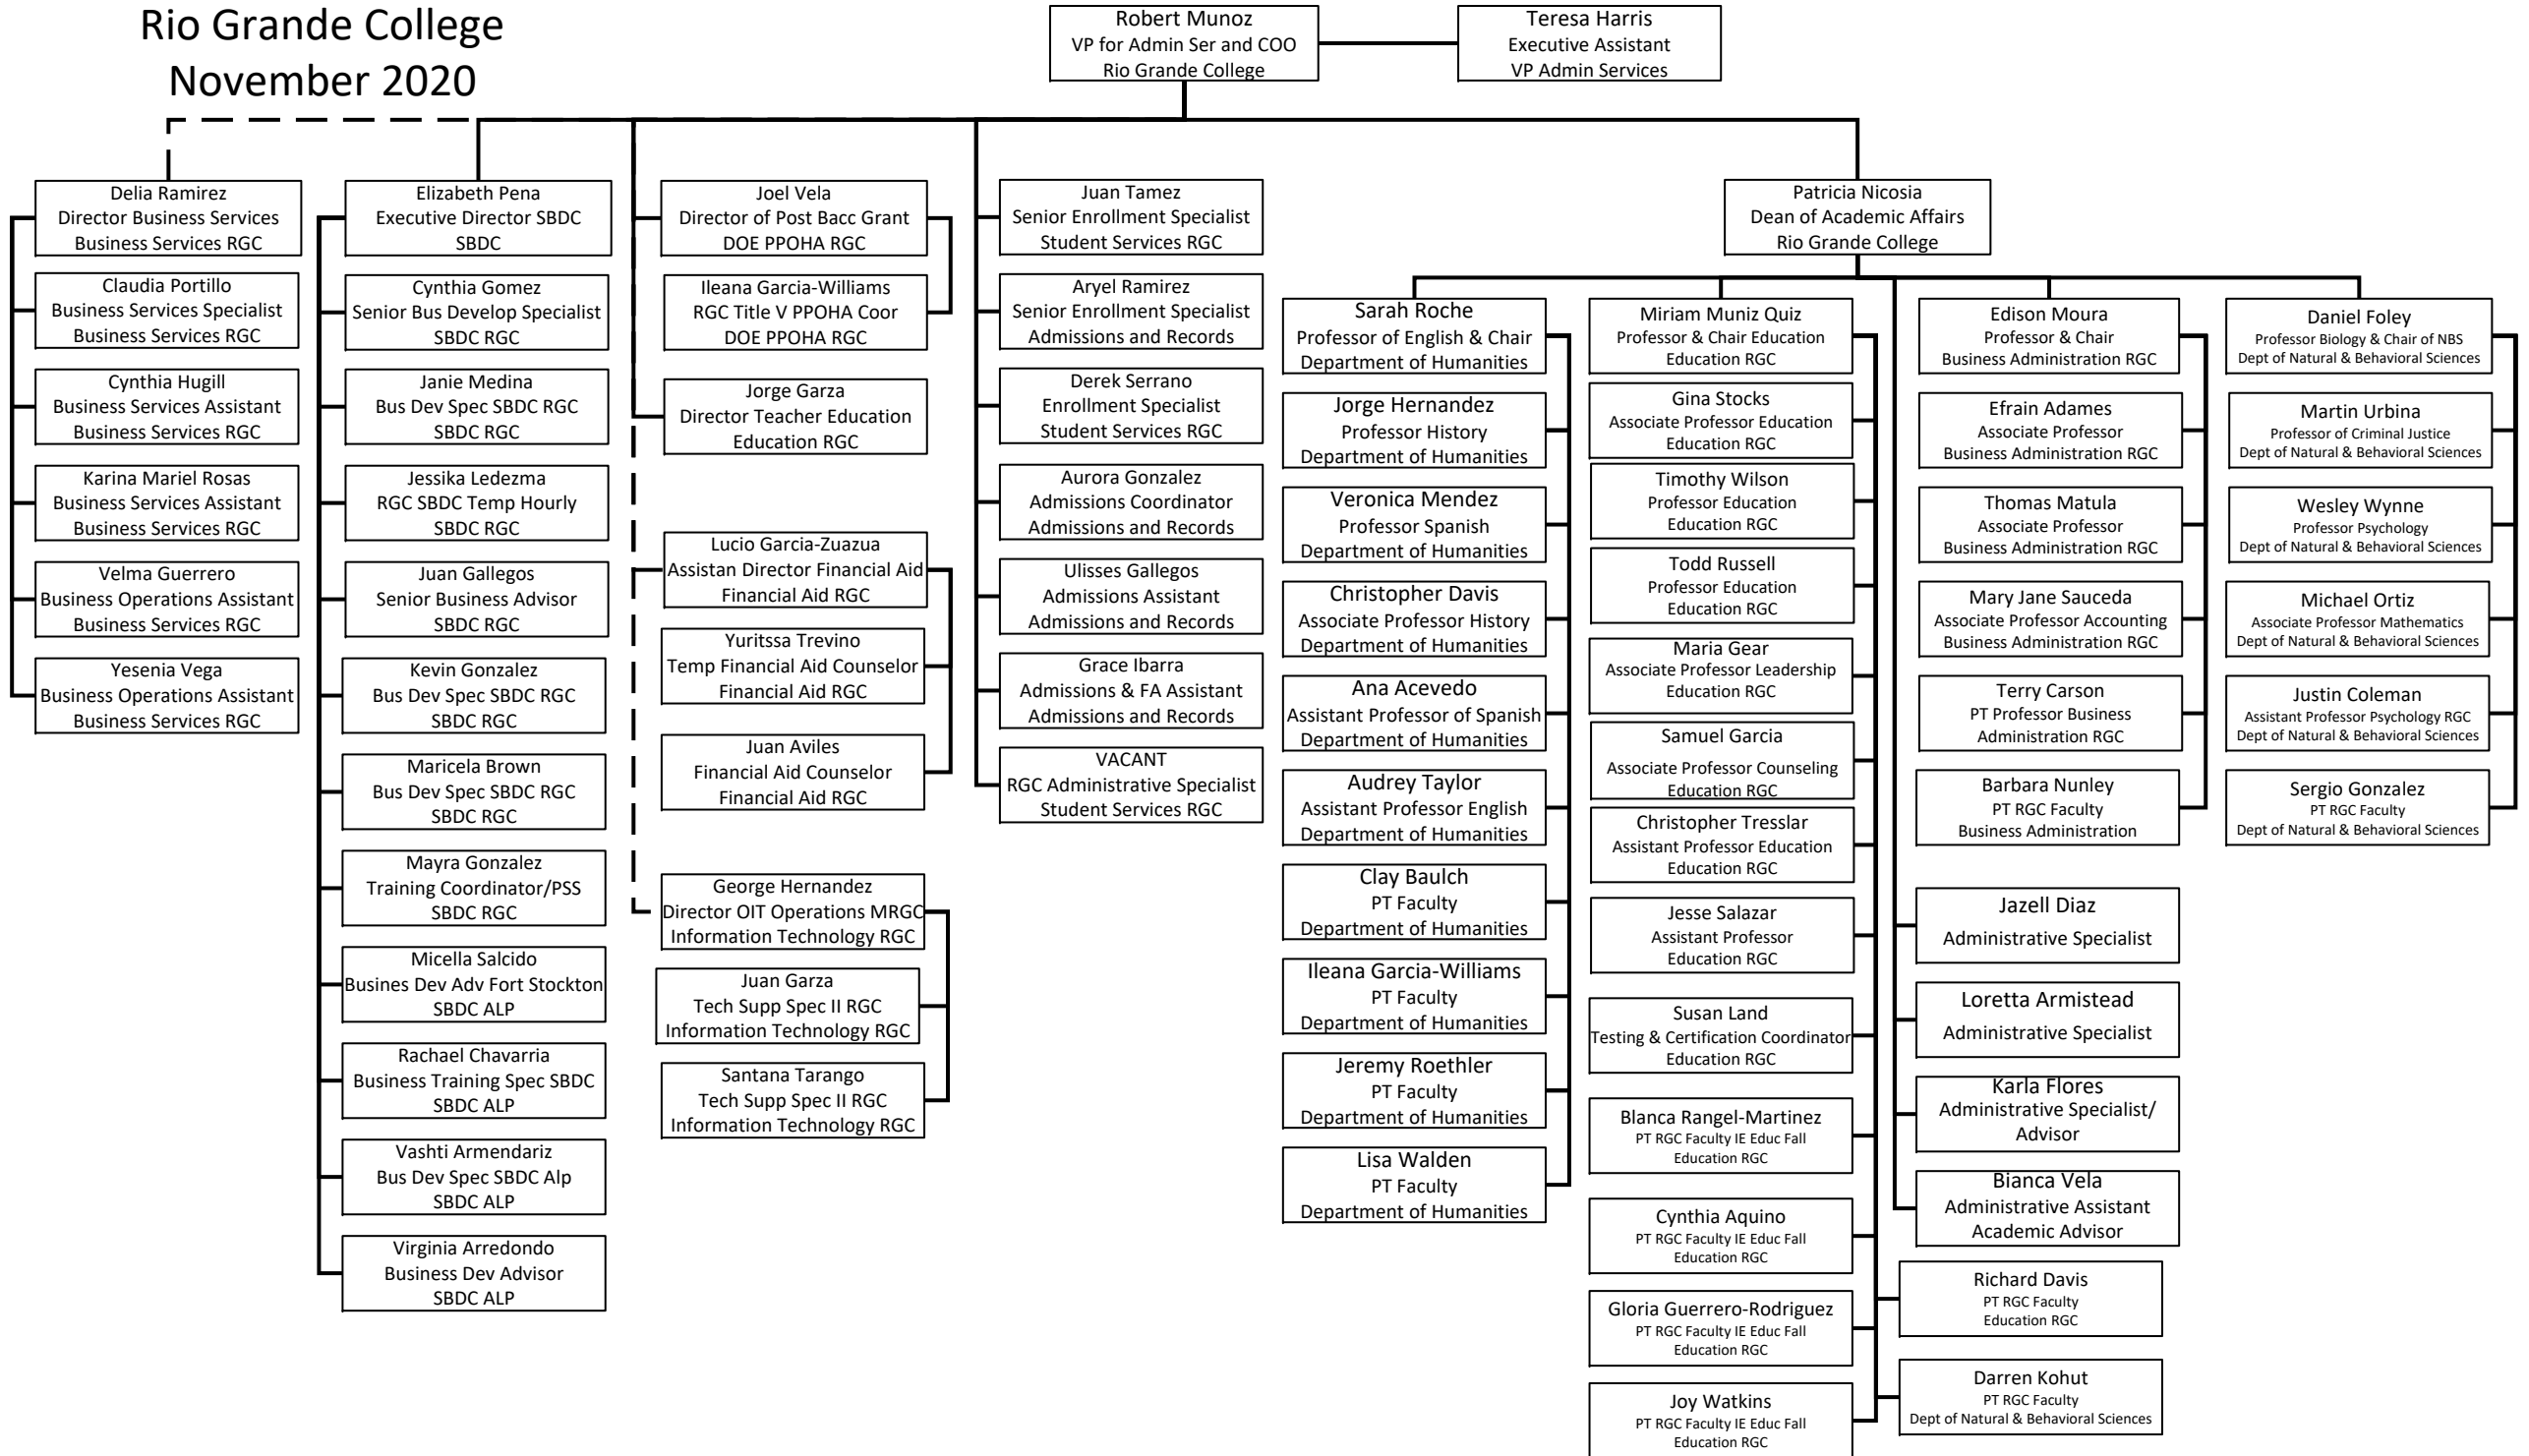 Rio Grande College
November 2020
Robert Munoz
VP for Admin Ser and COO
Rio Grande College
Teresa Harris
Executive Assistant
VP Admin Services
Delia Ramirez
Director Business Services
Business Services RGC
Claudia Portillo
Business Services Specialist
Business Services RGC
Cynthia Hugill
Business Services Assistant
Business Services RGC
Karina Mariel Rosas
Business Services Assistant
Business Services RGC
Velma Guerrero
Business Operations Assistant
Business Services RGC
Yesenia Vega
Business Operations Assistant
Business Services RGC
Elizabeth Pena
Executive Director SBDC
SBDC
Cynthia Gomez
Senior Bus Develop Specialist
SBDC RGC
Janie Medina
Bus Dev Spec SBDC RGC
SBDC RGC
Jessika Ledezma
RGC SBDC Temp Hourly
SBDC RGC
Juan Gallegos
Senior Business Advisor
SBDC RGC
Kevin Gonzalez
Bus Dev Spec SBDC RGC
SBDC RGC
Maricela Brown
Bus Dev Spec SBDC RGC
SBDC RGC
Mayra Gonzalez
Training Coordinator/PSS
SBDC RGC
Micella Salcido
Busines Dev Adv Fort Stockton
SBDC ALP
Rachael Chavarria
Business Training Spec SBDC
SBDC ALP
Vashti Armendariz
Bus Dev Spec SBDC Alp
SBDC ALP
Virginia Arredondo
Business Dev Advisor
SBDC ALP
Joel Vela
Director of Post Bacc Grant
DOE PPOHA RGC
Ileana Garcia-Williams
RGC Title V PPOHA Coor
DOE PPOHA RGC
Jorge Garza
Director Teacher Education
Education RGC
Lucio Garcia-Zuazua
Assistan Director Financial Aid
Financial Aid RGC
Yuritssa Trevino
Temp Financial Aid Counselor
Financial Aid RGC
Juan Aviles
Financial Aid Counselor
Financial Aid RGC
George Hernandez
Director OIT Operations MRGC
Information Technology RGC
Juan Garza
Tech Supp Spec II RGC
Information Technology RGC
Santana Tarango
Tech Supp Spec II RGC
Information Technology RGC
Juan Tamez
Senior Enrollment Specialist
Student Services RGC
Aryel Ramirez
Senior Enrollment Specialist
Admissions and Records
Derek Serrano
Enrollment Specialist
Student Services RGC
Aurora Gonzalez
Admissions Coordinator
Admissions and Records
Ulisses Gallegos
Admissions Assistant
Admissions and Records
Grace Ibarra
Admissions & FA Assistant
Admissions and Records
VACANT
RGC Administrative Specialist
Student Services RGC
Patricia Nicosia
Dean of Academic Affairs
Rio Grande College
Sarah Roche
Professor of English & Chair
Department of Humanities
Jorge Hernandez
Professor History
Department of Humanities
Veronica Mendez
Professor Spanish
Department of Humanities
Christopher Davis
Associate Professor History
Department of Humanities
Ana Acevedo
Assistant Professor of Spanish
Department of Humanities
Audrey Taylor
Assistant Professor English
Department of Humanities
Clay Baulch
PT Faculty
Department of Humanities
Ileana Garcia-Williams
PT Faculty
Department of Humanities
Jeremy Roethler
PT Faculty
Department of Humanities
Lisa Walden
PT Faculty
Department of Humanities
Miriam Muniz Quiz
Professor & Chair Education
Education RGC
Gina Stocks
Associate Professor Education
Education RGC
Timothy Wilson
Professor Education
Education RGC
Todd Russell
Professor Education
Education RGC
Maria Gear
Associate Professor Leadership
Education RGC
Samuel Garcia
Associate Professor Counseling
Education RGC
Christopher Tresslar
Assistant Professor Education
Education RGC
Jesse Salazar
Assistant Professor
Education RGC
Susan Land
Testing & Certification Coordinator
Education RGC
Blanca Rangel-Martinez
PT RGC Faculty IE Educ Fall
Education RGC
Cynthia Aquino
PT RGC Faculty IE Educ Fall
Education RGC
Gloria Guerrero-Rodriguez
PT RGC Faculty IE Educ Fall
Education RGC
Joy Watkins
PT RGC Faculty IE Educ Fall
Education RGC
Edison Moura
Professor & Chair
Business Administration RGC
Efrain Adames
Associate Professor
Business Administration RGC
Thomas Matula
Associate Professor
Business Administration RGC
Mary Jane Sauceda
Associate Professor Accounting
Business Administration RGC
Terry Carson
PT Professor Business
Administration RGC
Barbara Nunley
PT RGC Faculty
Business Administration
Jazell Diaz
Administrative Specialist
Loretta Armistead
Administrative Specialist
Karla Flores
Administrative Specialist/
Advisor
Bianca Vela
Administrative Assistant
Academic Advisor
Richard Davis
PT RGC Faculty
Education RGC
Darren Kohut
PT RGC Faculty
Dept of Natural & Behavioral Sciences
Daniel Foley
Professor Biology & Chair of NBS
Dept of Natural & Behavioral Sciences
Martin Urbina
Professor of Criminal Justice
Dept of Natural & Behavioral Sciences
Wesley Wynne
Professor Psychology
Dept of Natural & Behavioral Sciences
Michael Ortiz
Associate Professor Mathematics
Dept of Natural & Behavioral Sciences
Justin Coleman
Assistant Professor Psychology RGC
Dept of Natural & Behavioral Sciences
Sergio Gonzalez
PT RGC Faculty
Dept of Natural & Behavioral Sciences